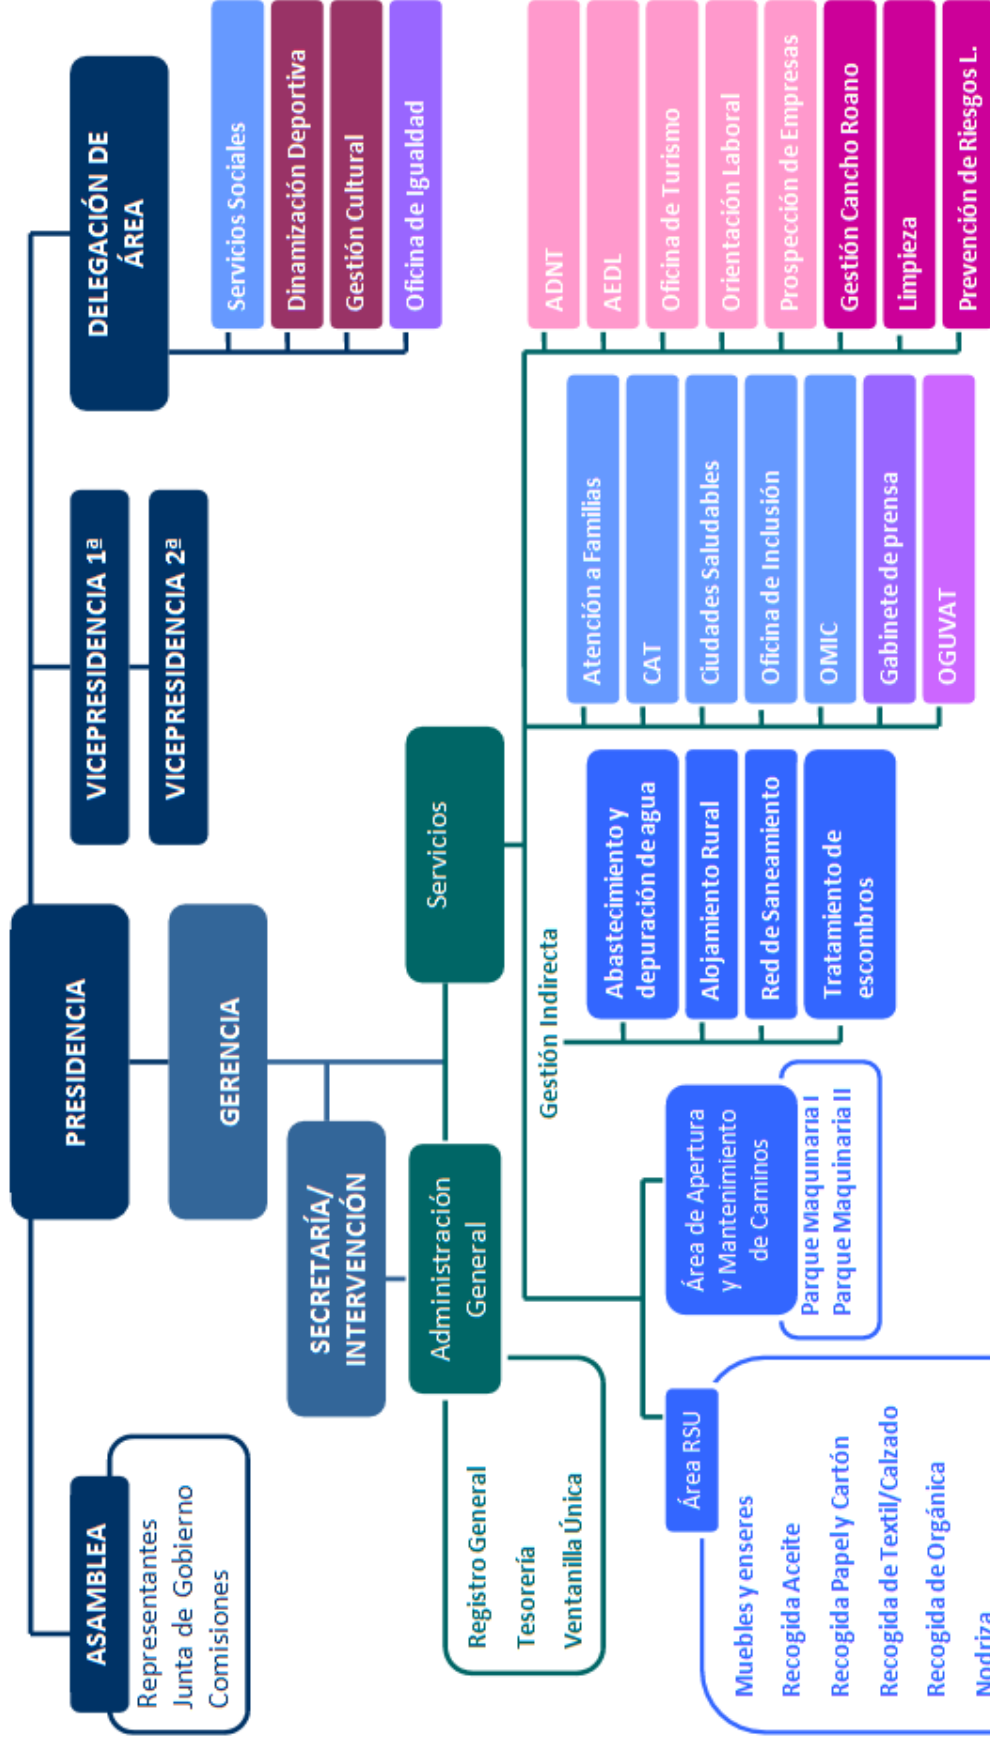 PRESIDENCIA
ASAMBLEA
Representantes
Junta de Gobierno
Comisiones
VICEPRESIDENCIA 1ª
VICEPRESIDENCIA 2ª
DELEGACIÓN DE
ÁREA
Servicios Sociales
Dinamización Deportiva
Gestión Cultural
Oficina de Igualdad
GERENCIA
SECRETARÍA/
INTERVENCIÓN
Administración
General
Registro General
Tesorería
Ventanilla Única
Servicios
Área RSU
Muebles y enseres
Recogida Aceite
Recogida Papel y Cartón
Recogida de Textil/Calzado
Recogida de Orgánica
Nodriza
Área de Apertura
y Mantenimiento
de Caminos
Parque Maquinaria I
Parque Maquinaria II
Gestión Indirecta
Abastecimiento y
depuración de agua
Alojamiento Rural
Red de Saneamiento
Tratamiento de
escombros
Atención a Familias
CAT
Ciudades Saludables
Oficina de Inclusión
OMIC
Gabinete de prensa
OGUVAT
ADNT
AEDL
Oficina de Turismo
Orientación Laboral
Prospección de Empresas
Gestión Cancho Roano
Limpieza
Prevención de Riesgos L.